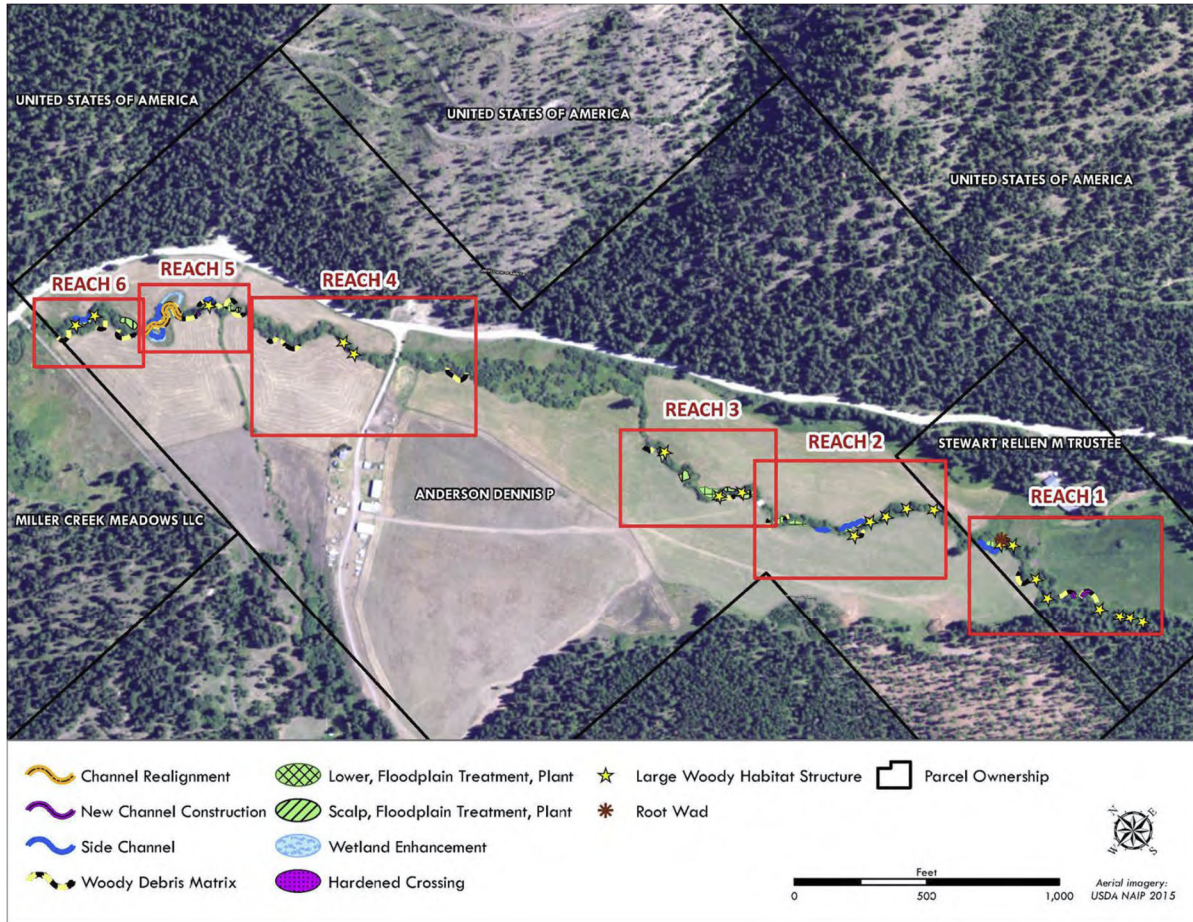 UNITED STATES OF AMERICA
UNITED STATES OF AMERICA
UNITED STATES OF AMERICA
REACH 6
REACH 5
REACH 4
REACH 3
REACH 2
STEWART RELLEN M TRUSTEE
REACH 1
ANDERSON DENNIS P
MILLER CREEK MEADOWS LLC
Channel Realignment
New Channel Construction
Side Channel
Woody Debris Matrix
Lower, Floodplain Treatment, Plant
Scalp, Floodplain Treatment, Plant
Wetland Enhancement
Hardened Crossing
Large Woody Habitat Structure
Root Wad
Parcel Ownership
N
E
W
S
Feet
0 500 1,000
Aerial imagery:
USDA NAIP 2015